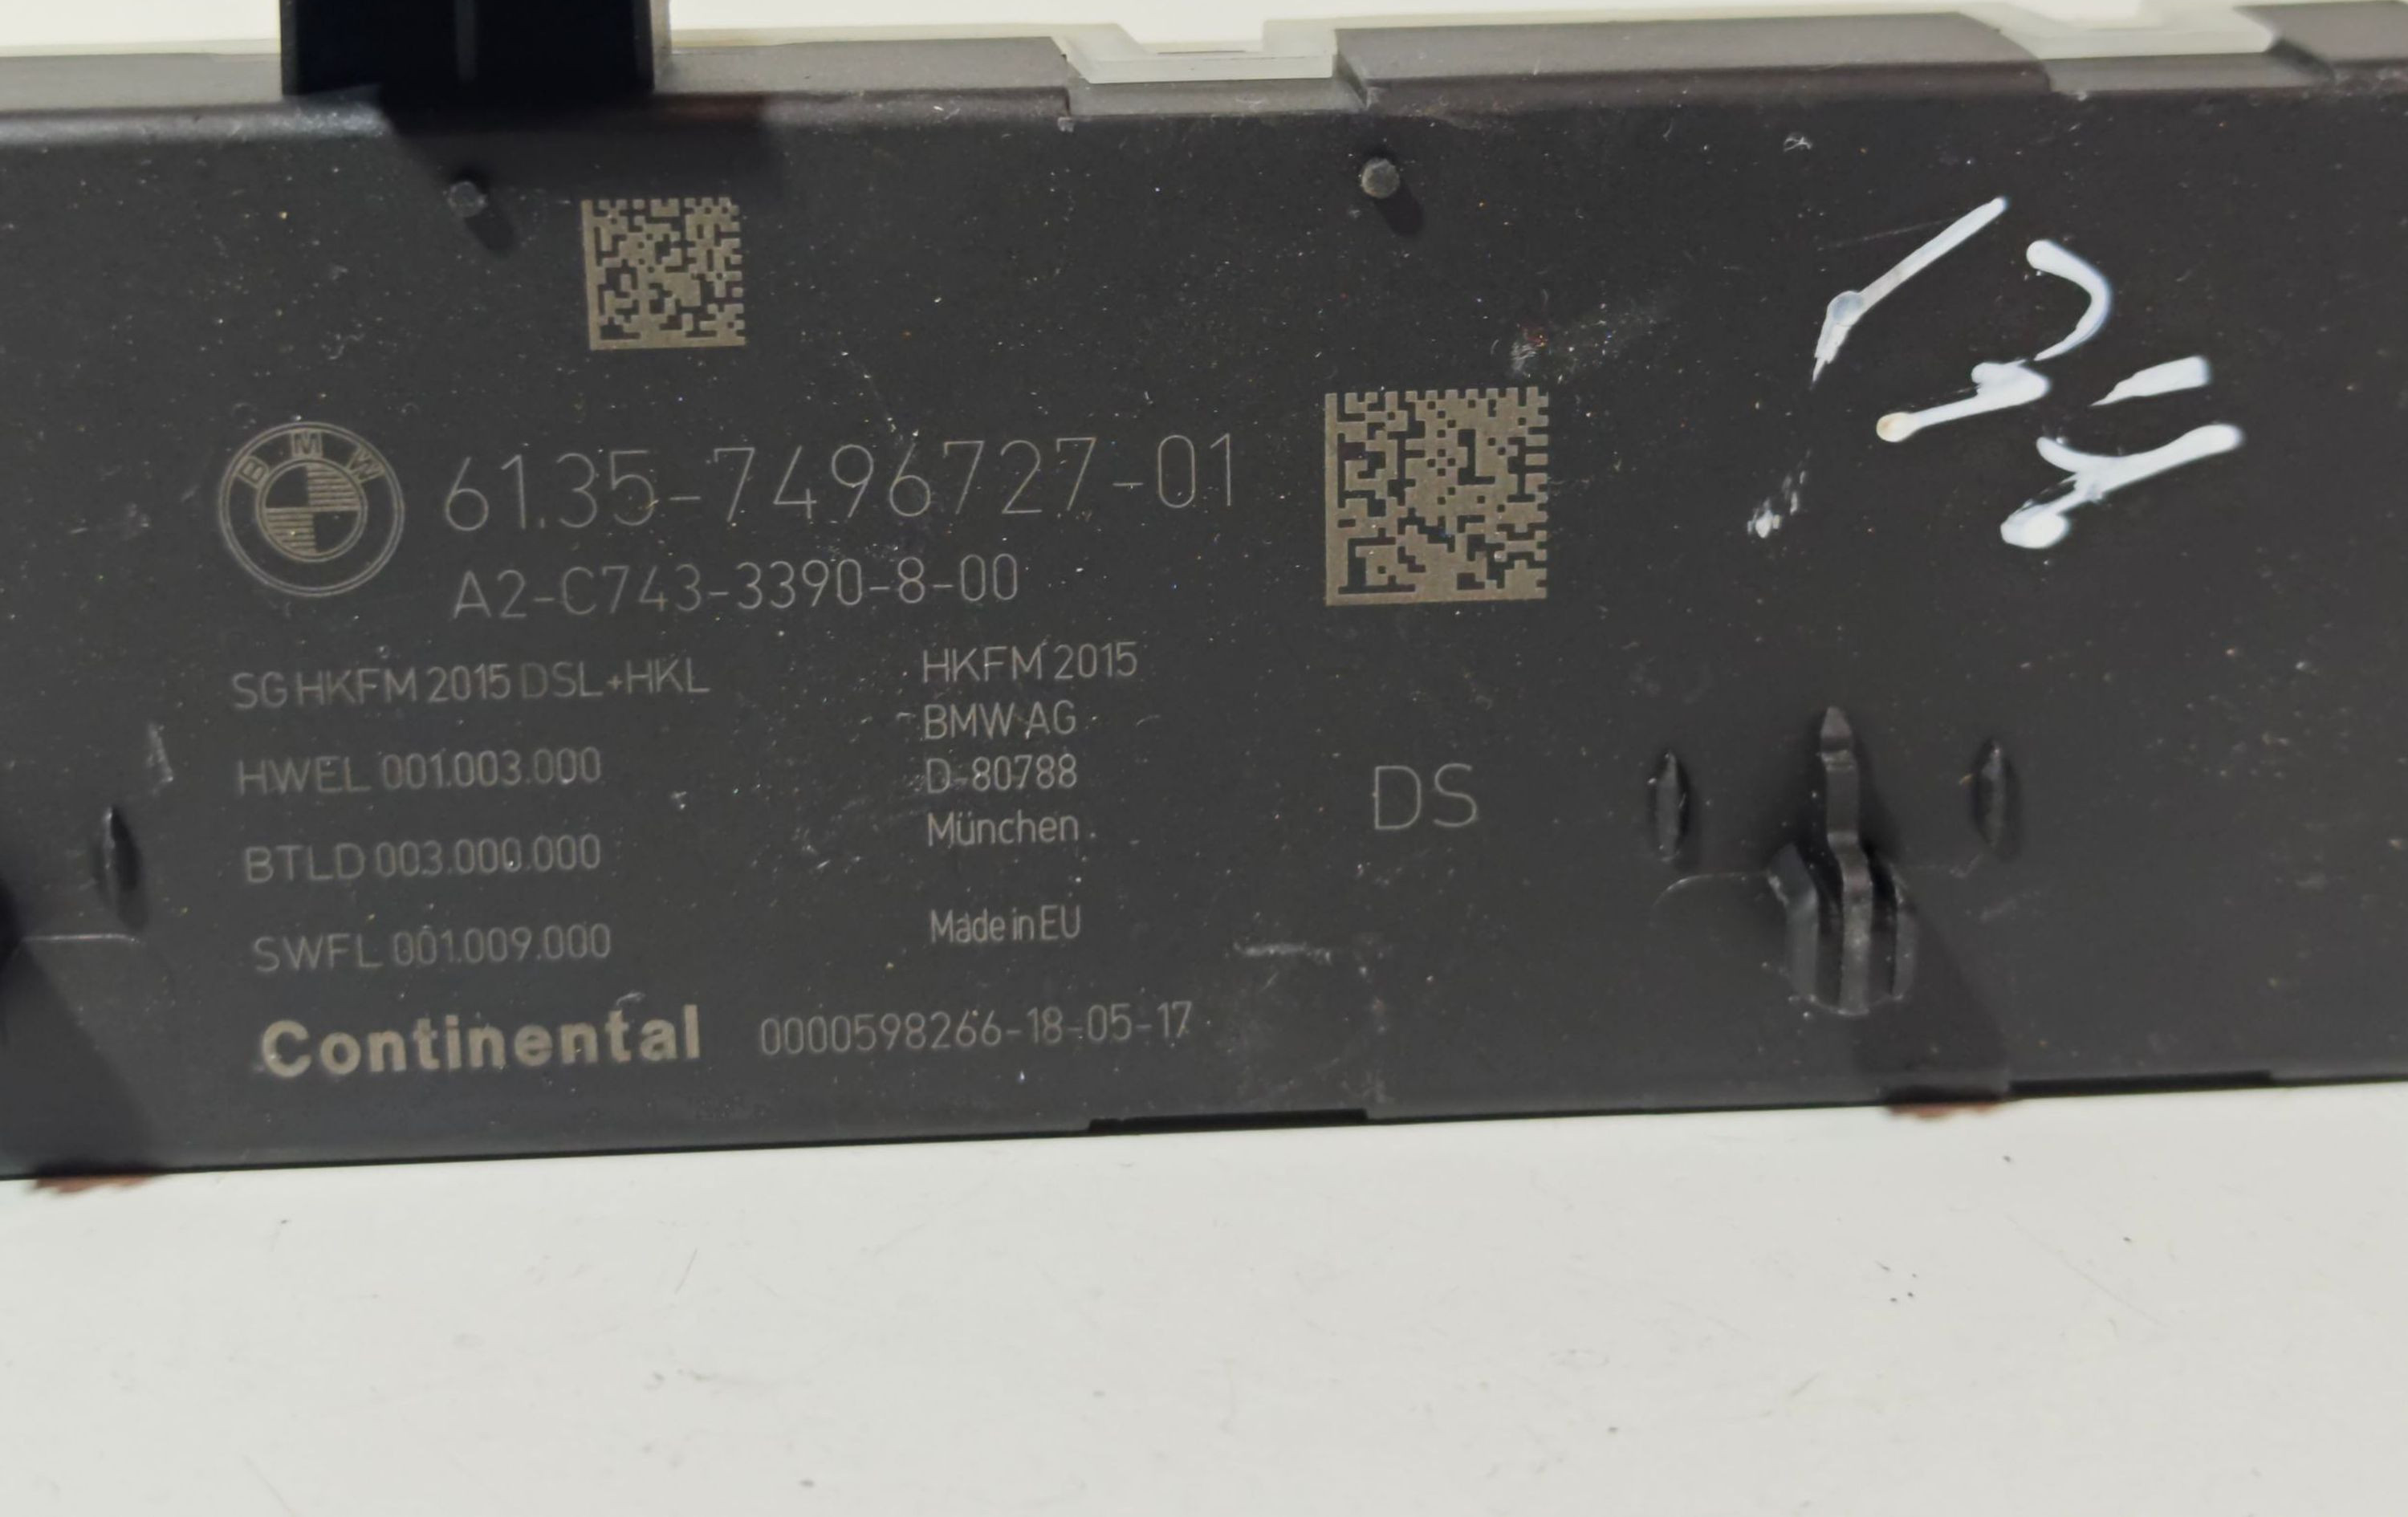 BMW
61.35-7496727-01
A2-C743-3390-8-00
SG HKFM 2015 DSL+HKL
HWEL 001.003.000
BTLD 003.000.000
SWFL 001.009.000
HKFM 2015
BMW AG
D-80788
München
Made in EU
DS
Continental 0000598266-18-05-17